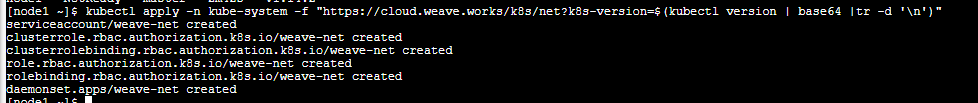 [node1 ~]$ kubectl apply -n kube-system -f "https://cloud.weave.works/k8s/net?k8s-version=$(kubectl version | base64 |tr -d '\n')"
serviceaccount/weave-net created
clusterrole.rbac.authorization.k8s.io/weave-net created
clusterrolebinding.rbac.authorization.k8s.io/weave-net created
role.rbac.authorization.k8s.io/weave-net created
rolebinding.rbac.authorization.k8s.io/weave-net created
daemonset.apps/weave-net created
[node1 ~]$